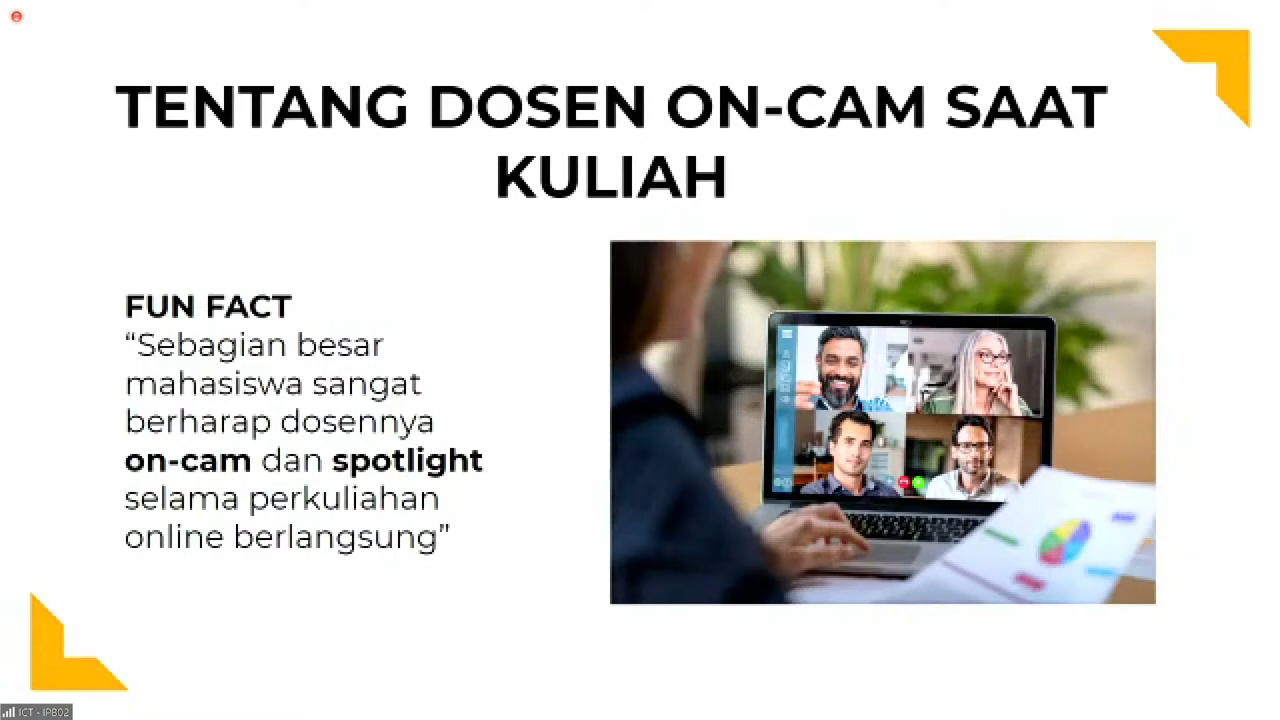 TENTANG DOSEN ON-CAM SAAT
KULIAH
FUN FACT
“Sebagian besar
mahasiswa sangat
berharap dosennya
on-cam dan spotlight
selama perkuliahan
online berlangsung”
ICT - IPB02